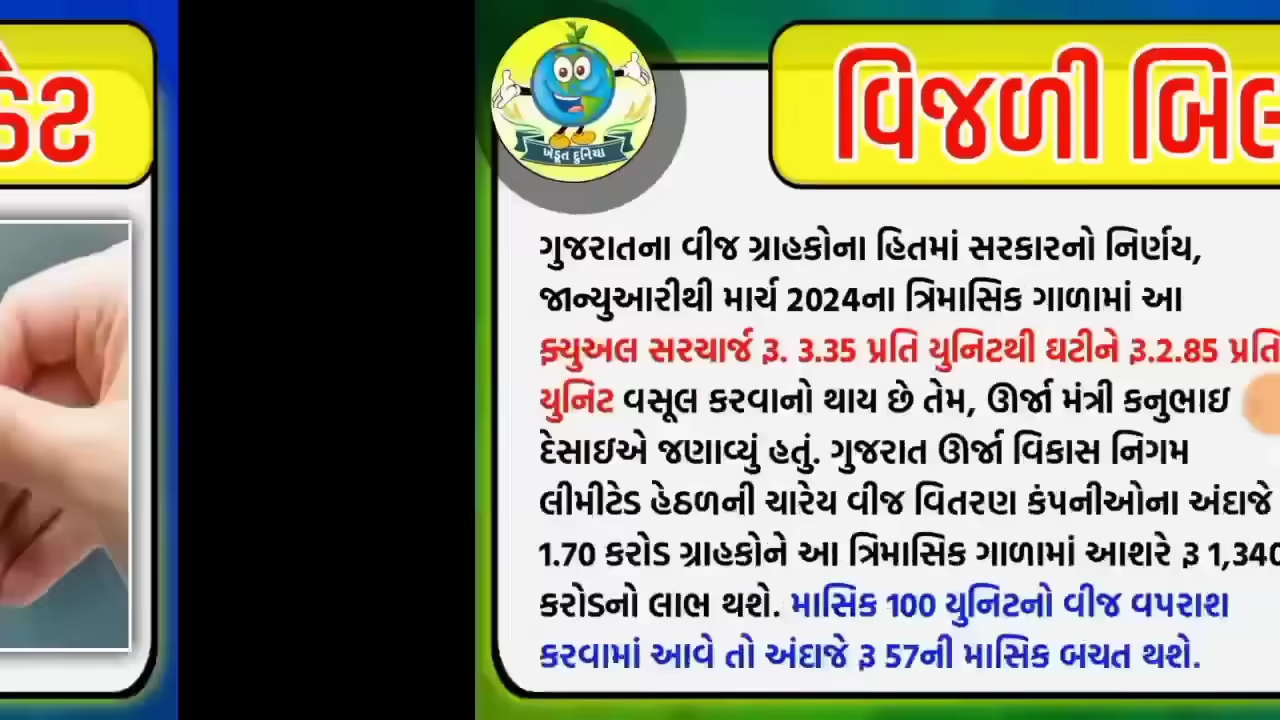 ખેડૂત દુનિયા
વિજળી
ગુજરાતના વીજ ગ્રાહકોના હિતમાં સરકારનો નિર્ણય,
જાન્યુઆરીથી માર્ચ 2024ના ત્રિમાસિક ગાળામાં આ
ફ્યુઅલ સરચાર્જ રૂ. 3.35 પ્રતિ યુનિટથી ઘટીને રૂ.2.85 પ્રતિ
યુનિટ વસૂલ કરવાનો થાય છે તેમ, ઊર્જા મંત્રી કનુભાઇ
દેસાઇએ જણાવ્યું હતું. ગુજરાત ઊર્જા વિકાસ નિગમ
લીમીટેડ હેઠળની ચારેય વીજ વિતરણ કંપનીઓના અંદાજે
1.70 કરોડ ગ્રાહકોને આ ત્રિમાસિક ગાળામાં આશરે રૂ 1,340
કરોડનો લાભ થશે. માસિક 100 યુનિટનો વીજ વપરાશ
કરવામાં આવે તો અંદાજે રૂ 57ની માસિક બચત થશે.